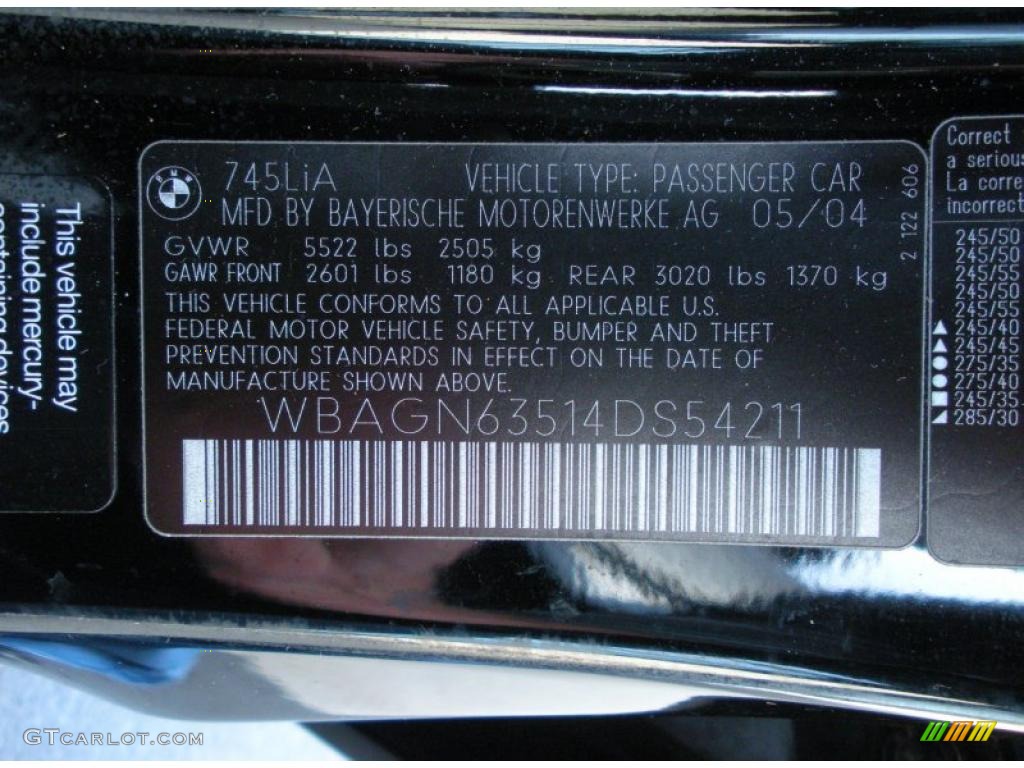 This vehicle may
include mercury-
containing devices
BMW
745LiA VEHICLE TYPE: PASSENGER CAR
MFD BY BAYERISCHE MOTORENWERKE AG 05/04
GVWR 5522 lbs 2505 kg
GAWR FRONT 2601 lbs 1180 kg REAR 3020 lbs 1370 kg
THIS VEHICLE CONFORMS TO ALL APPLICABLE U.S.
FEDERAL MOTOR VEHICLE SAFETY, BUMPER AND THEFT
PREVENTION STANDARDS IN EFFECT ON THE DATE OF
MANUFACTURE SHOWN ABOVE.
WBAGN63514DS54211
2 122 606
Correct
a serious
La corre
incorrect
245/50
245/50
245/55
245/50
245/55
245/40
245/45
275/35
275/40
245/35
285/30
GTCARLOT.COM